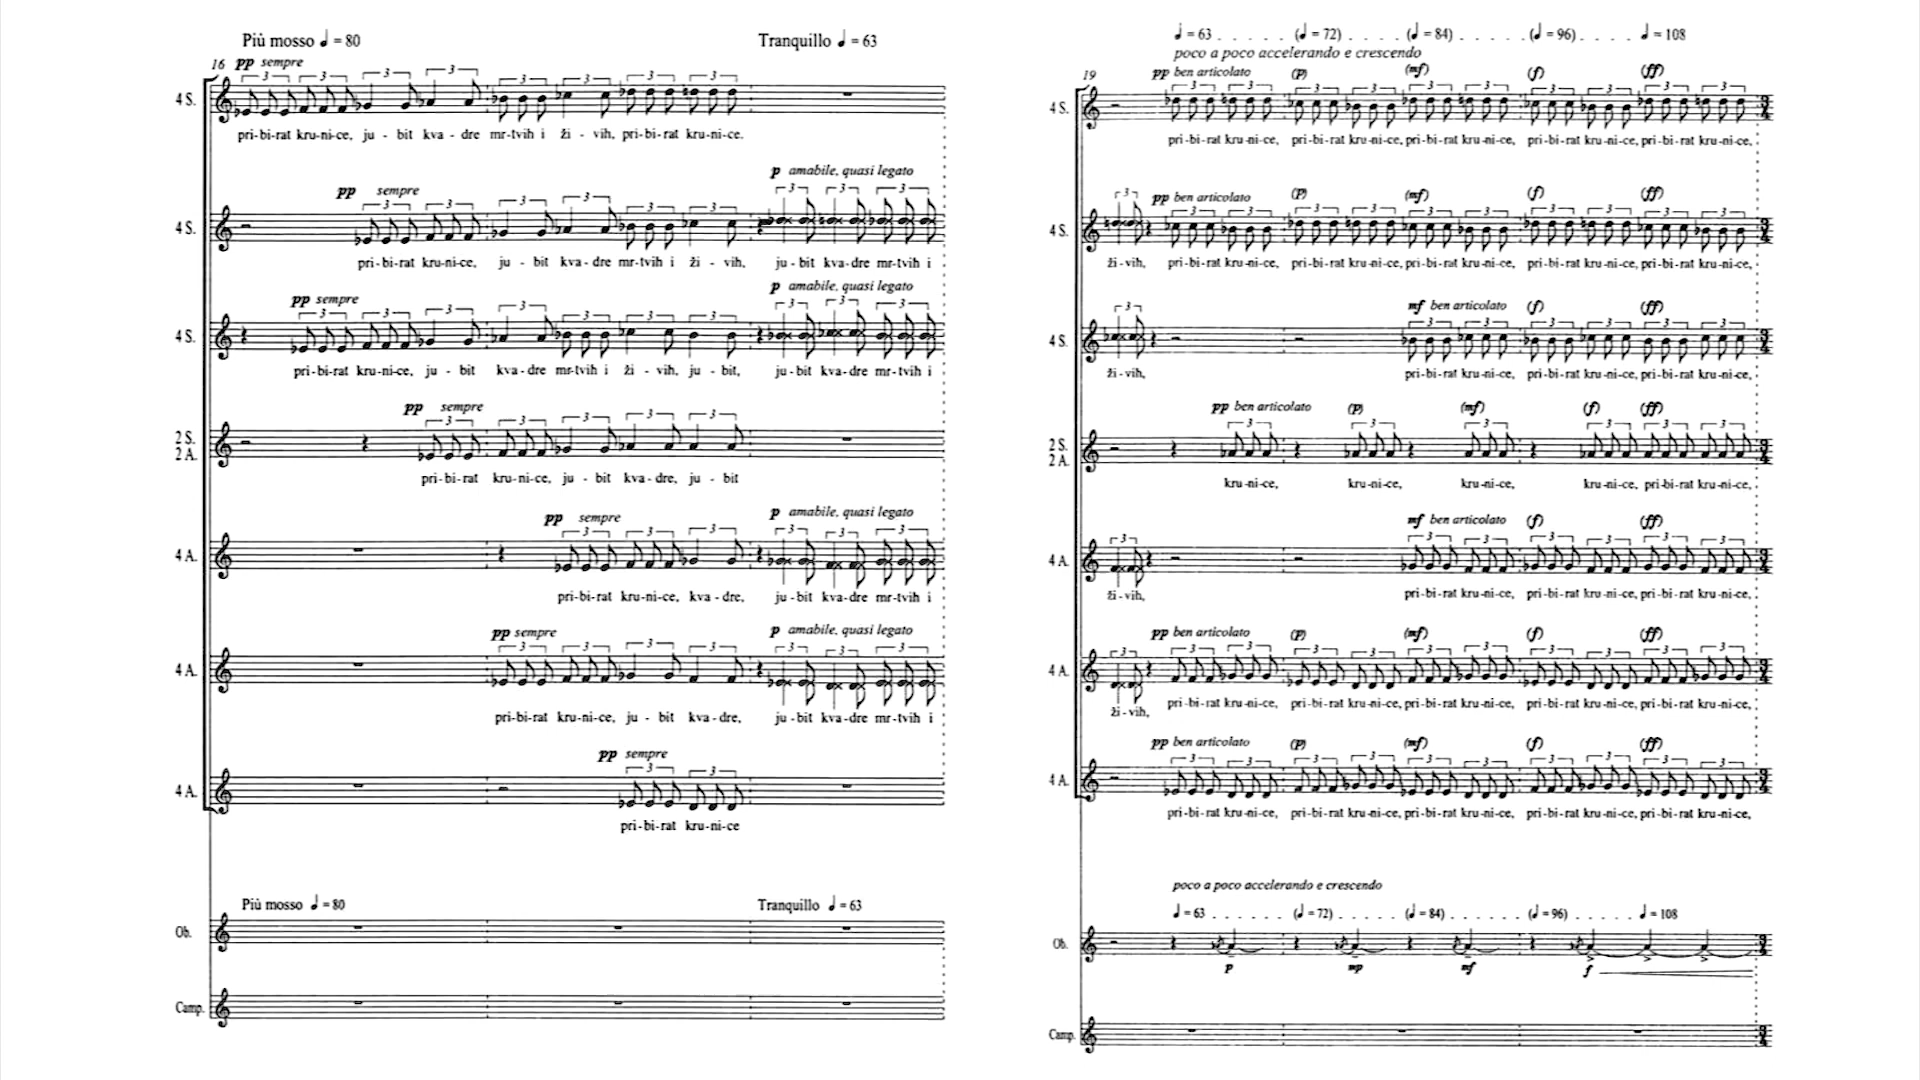 Più mosso ♩ = 80 Tranquillo ♩ = 63
16 pp sempre
4 S.
pri-bi-rat kru-ni-ce, ju - bit kva - dre mr-tvih i ži - vih, pri-bi-rat kru-ni-ce.
p amabile, quasi legato
pp sempre
4 S.
pri-bi-rat kru-ni-ce, ju - bit kva-dre mr-tvih i ži - vih, ju-bit kva-dre mr-tvih i
p amabile, quasi legato
pp sempre
4 S.
pri-bi-rat kru-ni-ce, ju - bit kva-dre mr-tvih i ži - vih, ju-bit, ju-bit kva-dre mr-tvih i
pp sempre
2 S.
2 A.
pri-bi-rat kru-ni-ce, ju - bit kva-dre, ju - bit
pp sempre p amabile, quasi legato
4 A.
pri-bi-rat kru-ni-ce, kva-dre, ju-bit kva-dre mr-tvih i
pp sempre p amabile, quasi legato
4 A.
pri-bi-rat kru-ni-ce, ju - bit kva-dre, ju-bit kva-dre mr-tvih i
pp sempre
4 A.
pri-bi-rat kru-ni-ce
Più mosso ♩ = 80 Tranquillo ♩ = 63
Ob.
Camp.
♩ = 63 . . . . . . (♩ = 72) . . . . . (♩ = 84) . . . . . . (♩ = 96) . . . . ♩ = 108
poco a poco accelerando e crescendo
19 pp ben articolato (p) (mf) (f) (ff)
4 S.
pri-bi-rat kru-ni-ce, pri-bi-rat kru-ni-ce, pri-bi-rat kru-ni-ce, pri-bi-rat kru-ni-ce, pri-bi-rat kru-ni-ce,
pp ben articolato (p) (mf) (f) (ff)
4 S.
ži-vih, pri-bi-rat kru-ni-ce, pri-bi-rat kru-ni-ce, pri-bi-rat kru-ni-ce, pri-bi-rat kru-ni-ce, pri-bi-rat kru-ni-ce,
mf ben articolato (f) (ff)
4 S.
ži-vih, pri-bi-rat kru-ni-ce, pri-bi-rat kru-ni-ce, pri-bi-rat kru-ni-ce,
pp ben articolato (p) (mf) (f) (ff)
2 S.
2 A.
kru-ni-ce, kru-ni-ce, kru-ni-ce, kru-ni-ce, pri-bi-rat kru-ni-ce,
mf ben articolato (f) (ff)
4 A.
ži-vih, pri-bi-rat kru-ni-ce, pri-bi-rat kru-ni-ce, pri-bi-rat kru-ni-ce,
pp ben articolato (p) (mf) (f) (ff)
4 A.
ži-vih, pri-bi-rat kru-ni-ce, pri-bi-rat kru-ni-ce, pri-bi-rat kru-ni-ce, pri-bi-rat kru-ni-ce, pri-bi-rat kru-ni-ce,
pp ben articolato (p) (mf) (f) (ff)
4 A.
pri-bi-rat kru-ni-ce, pri-bi-rat kru-ni-ce, pri-bi-rat kru-ni-ce, pri-bi-rat kru-ni-ce, pri-bi-rat kru-ni-ce,
poco a poco accelerando e crescendo
♩ = 63 . . . . . . (♩ = 72) . . . . . (♩ = 84) . . . . . . (♩ = 96) . . . . . ♩ = 108
Ob.
p mp mf f
Camp.